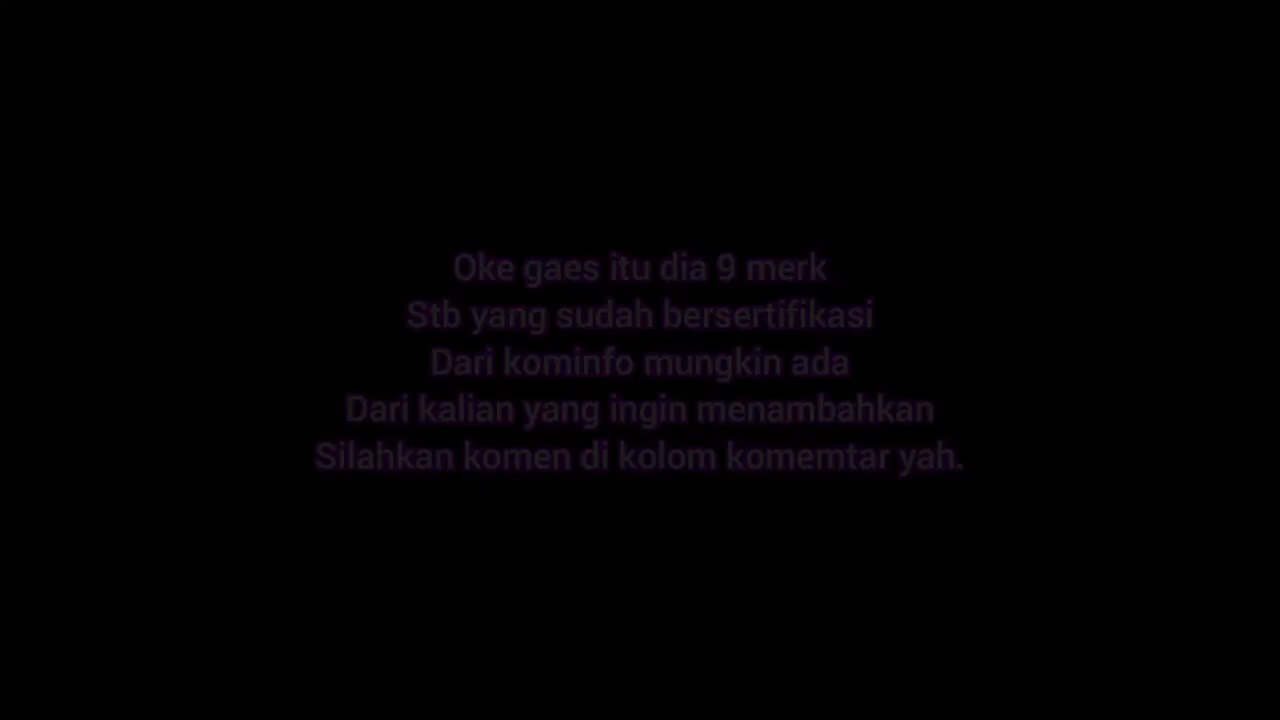 Oke gaes itu dia 9 merk
Stb yang sudah bersertifikasi
Dari kominfo mungkin ada
Dari kalian yang ingin menambahkan
Silahkan komen di kolom komemtar yah.